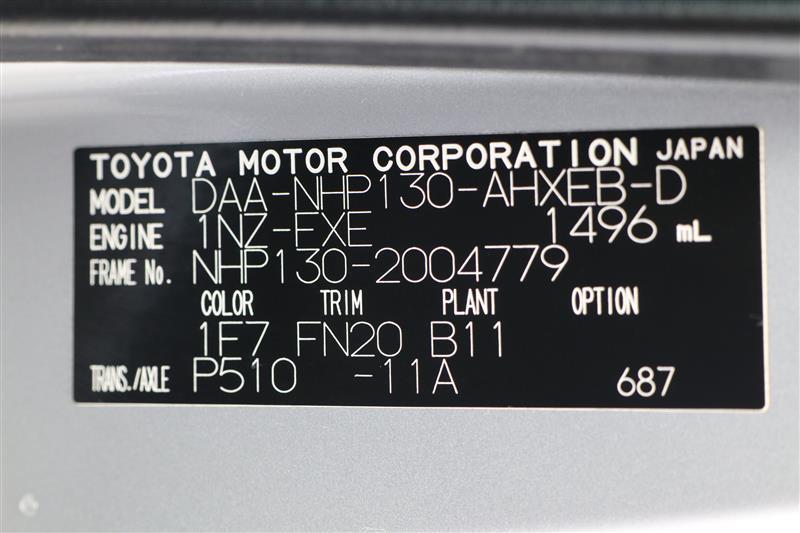 TOYOTA MOTOR CORPORATION JAPAN
MODEL DAA-NHP130-AHXEB-D
ENGINE 1NZ-FXE 1496 mL
FRAME No. NHP130-2004779
COLOR TRIM PLANT OPTION
1F7 FN20 B11
TRANS./AXLE P510 -11A 687